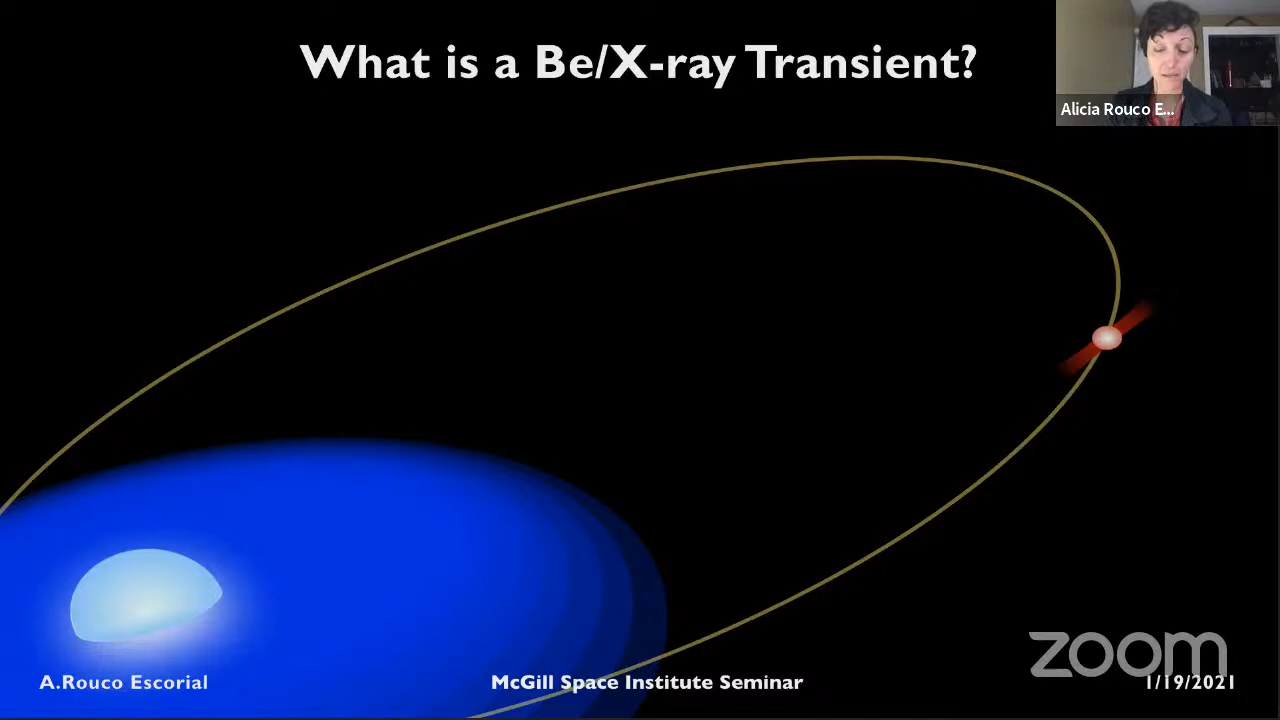 What is a Be/X-ray Transient?
Alicia Rouco E...
zoom
A.Rouco Escorial
McGill Space Institute Seminar
1/19/2021